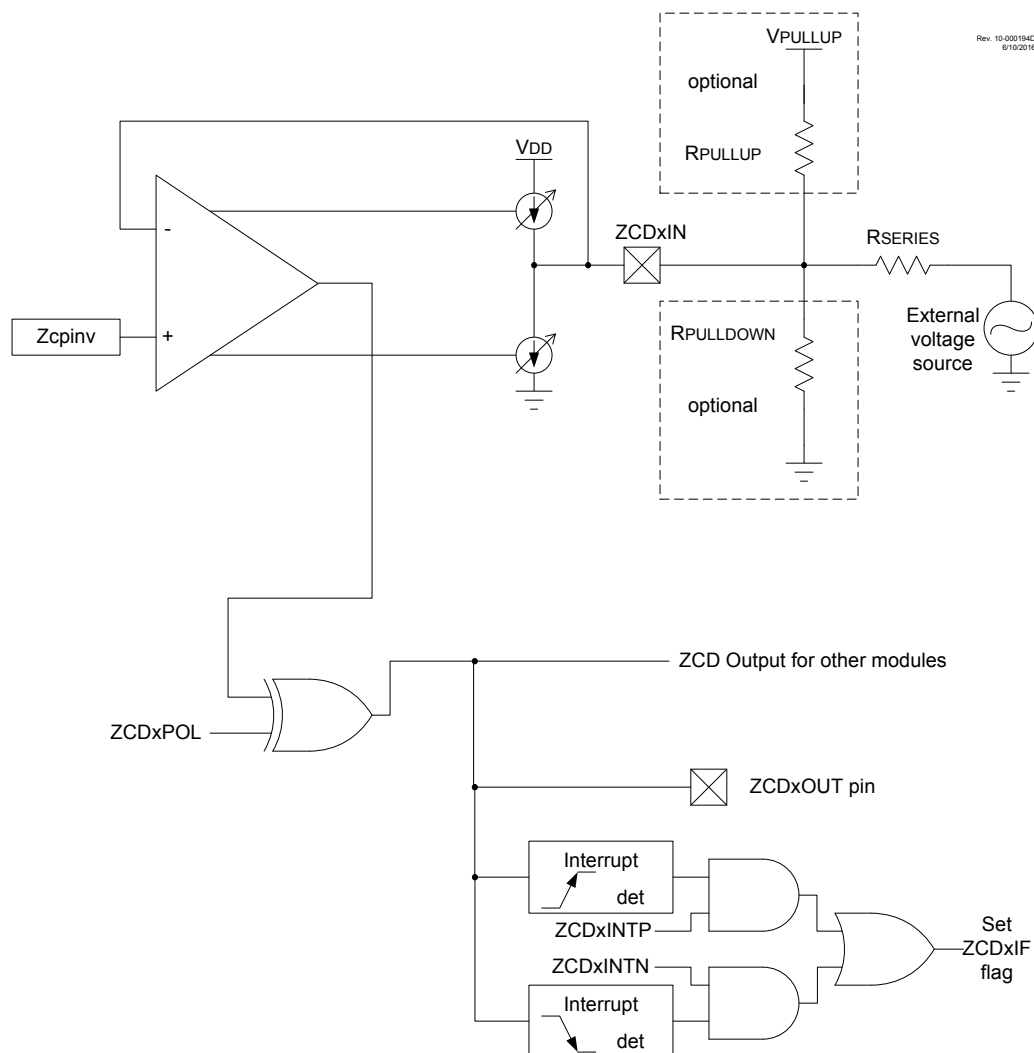 Rev. 10-000194D
6/10/2016
VPULLUP
optional
RPULLUP
VDD
ZCDxIN
RSERIES
-
Zcpinv
+
RPULLDOWN
External
voltage
source
optional
ZCD Output for other modules
ZCDxPOL
ZCDxOUT pin
Interrupt
det
ZCDxINTP
Set
ZCDxIF
flag
ZCDxINTN
Interrupt
det